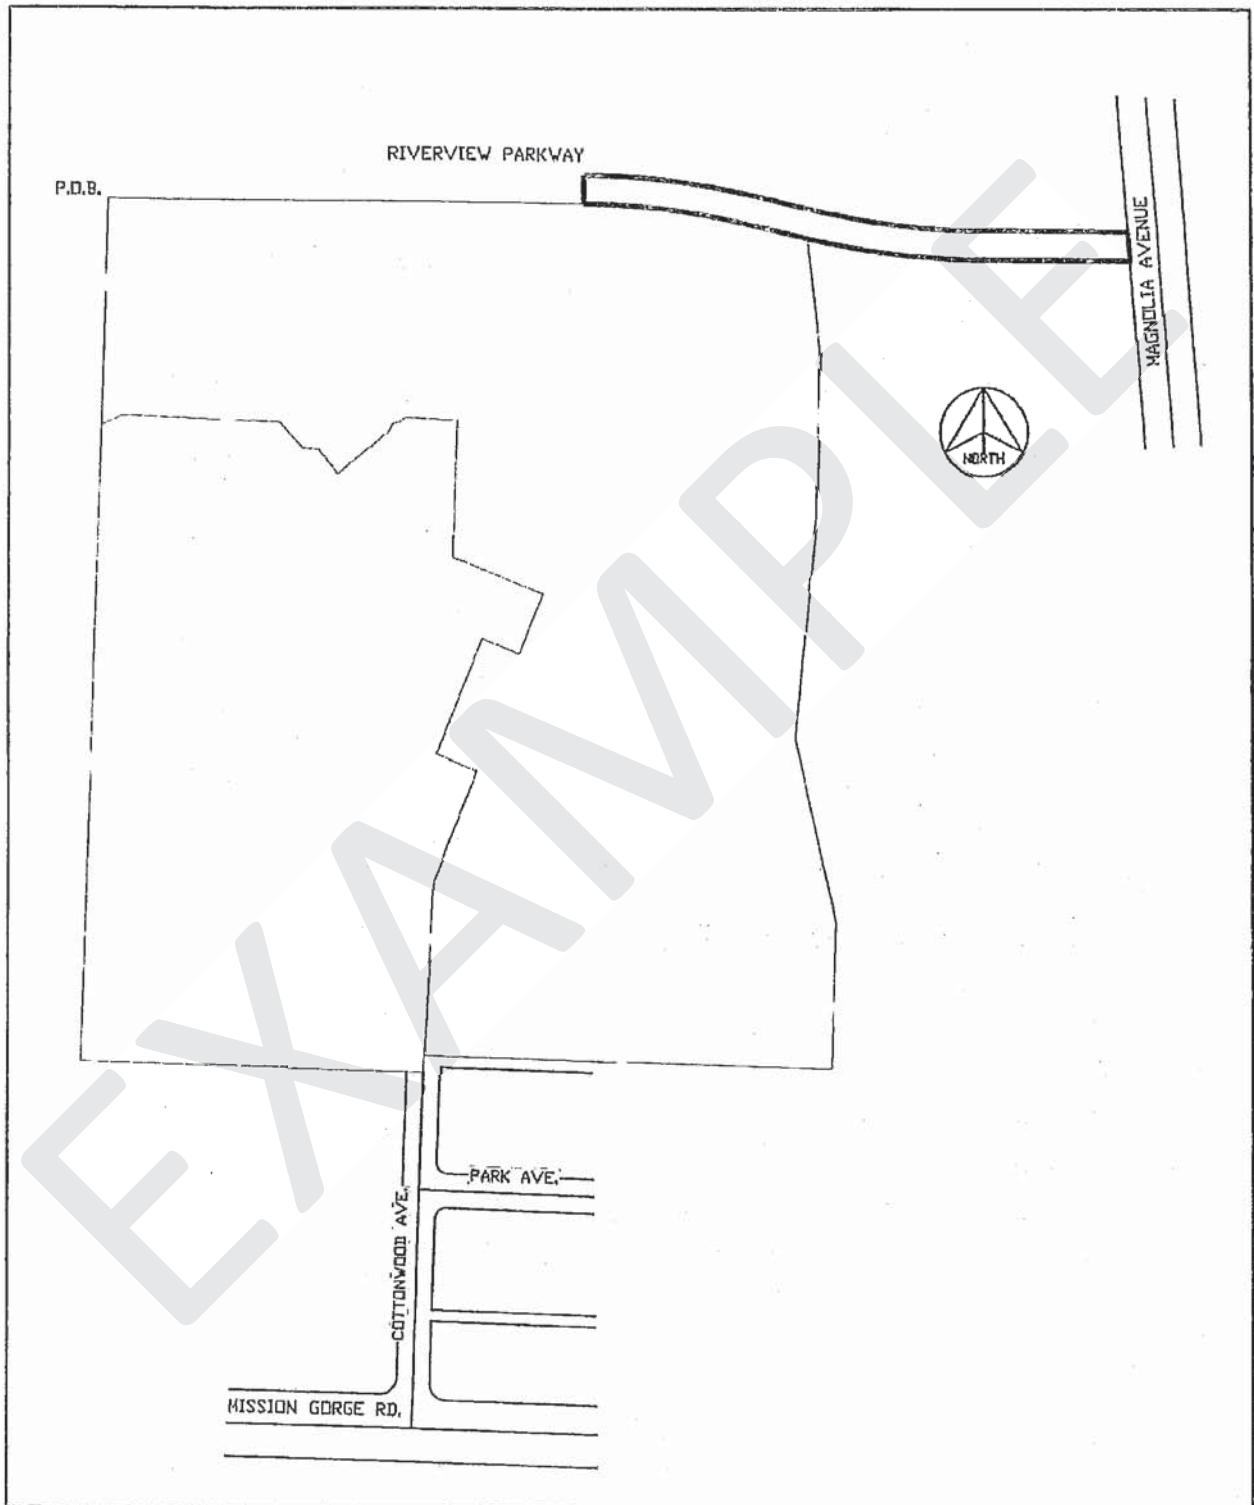 RIVERVIEW PARKWAY
P.O.B.
MAGNOLIA AVENUE
NORTH
PARK AVE.
COTTONWOOD AVE.
MISSION GORGE RD.
EXAMPLE